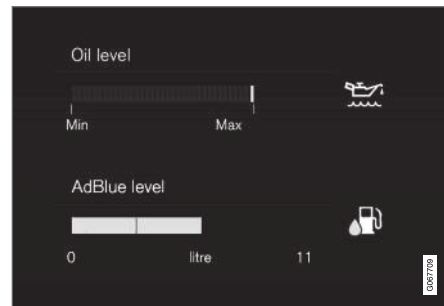 Oil level
Min Max
AdBlue level
0 litre 11
G067709